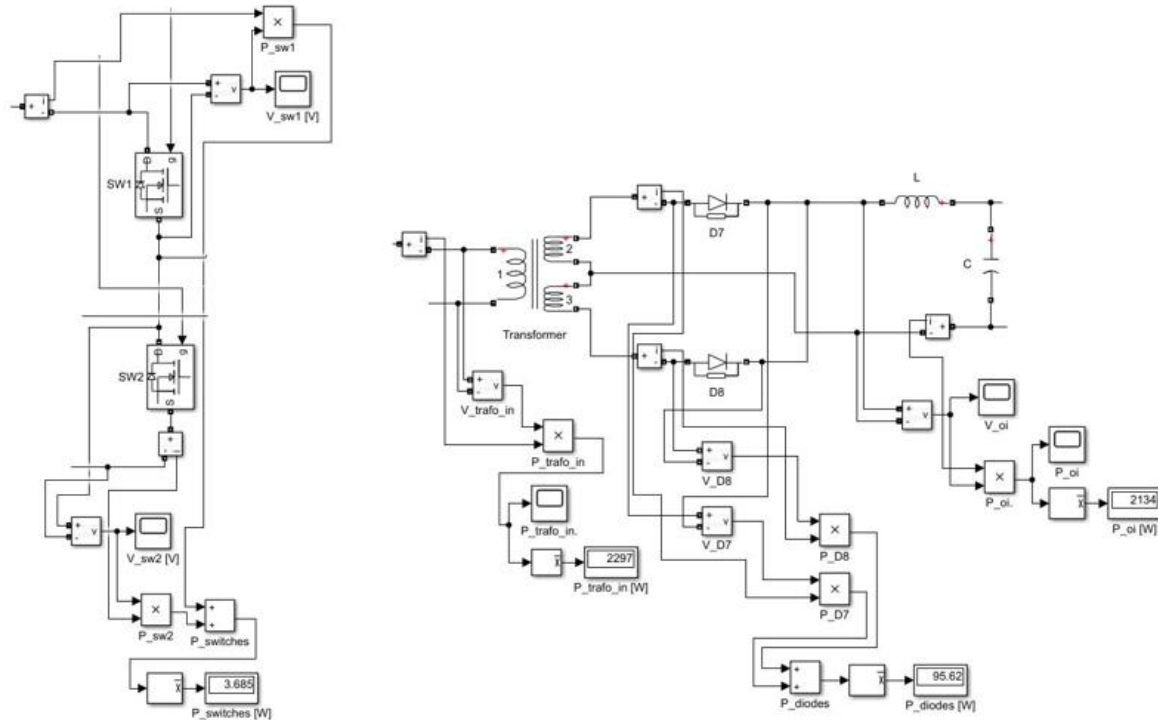 P_sw1
+
-
i
+
-
v
V_sw1 [V]
SW1
D
g
S
SW2
D
g
S
+
-
i
+
-
v
V_sw2 [V]
P_sw2
+
+
P_switches
x
3.685
P_switches [W]
+
-
i
1
2
3
Transformer
+
-
v
V_trafo_in
P_trafo_in
P_trafo_in.
x
2297
P_trafo_in [W]
+
-
i
D7
+
-
i
D8
L
C
+
-
v
V_D8
+
-
v
V_D7
P_D8
P_D7
+
+
P_diodes
x
95.62
P_diodes [W]
i
+
-
+
-
v
V_oi
P_oi
P_oi.
x
2134
P_oi [W]